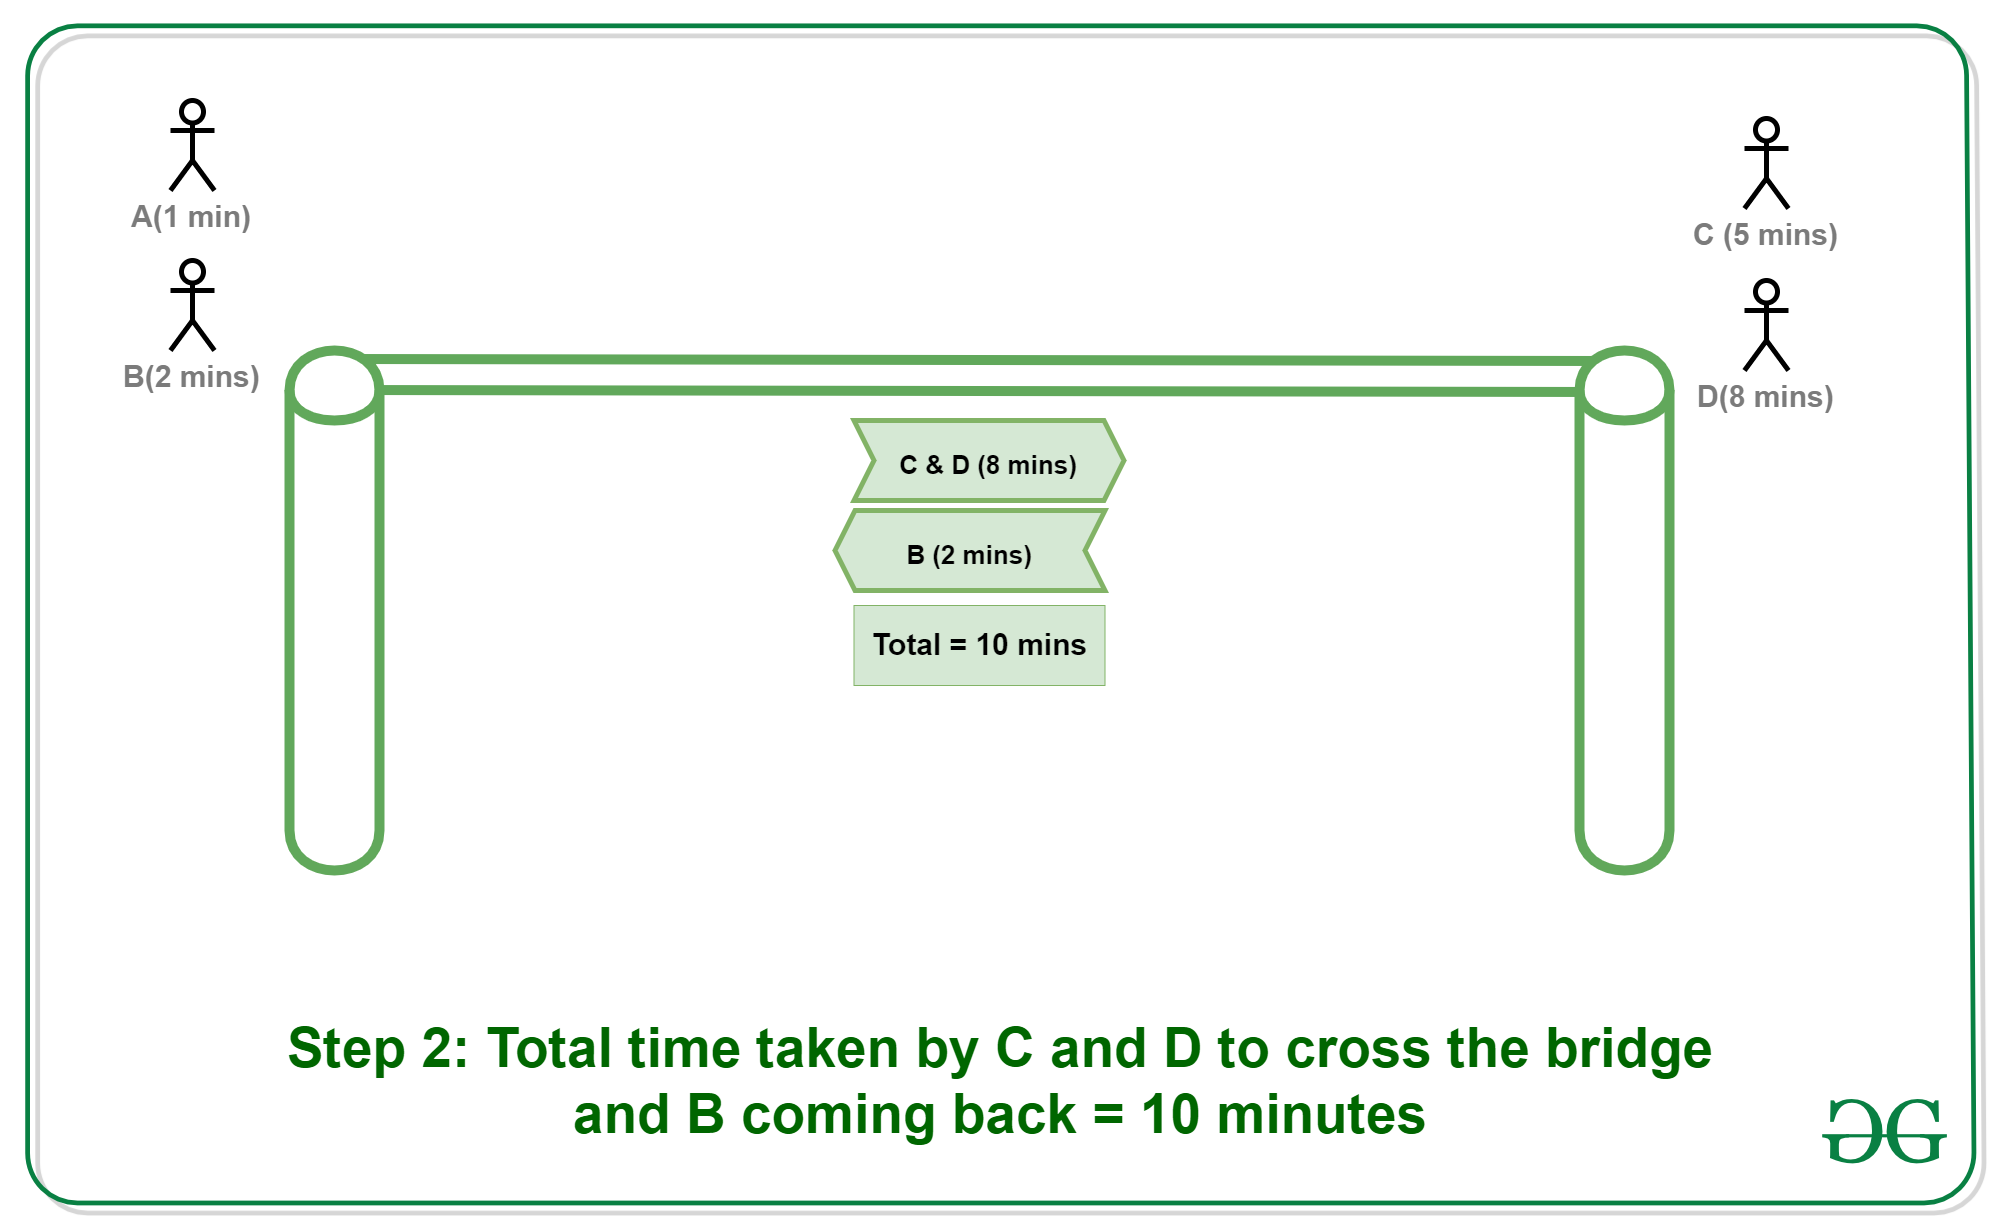 A(1 min)
C (5 mins)
B(2 mins)
D(8 mins)
C & D (8 mins)
B (2 mins)
Total = 10 mins
Step 2: Total time taken by C and D to cross the bridge
and B coming back = 10 minutes